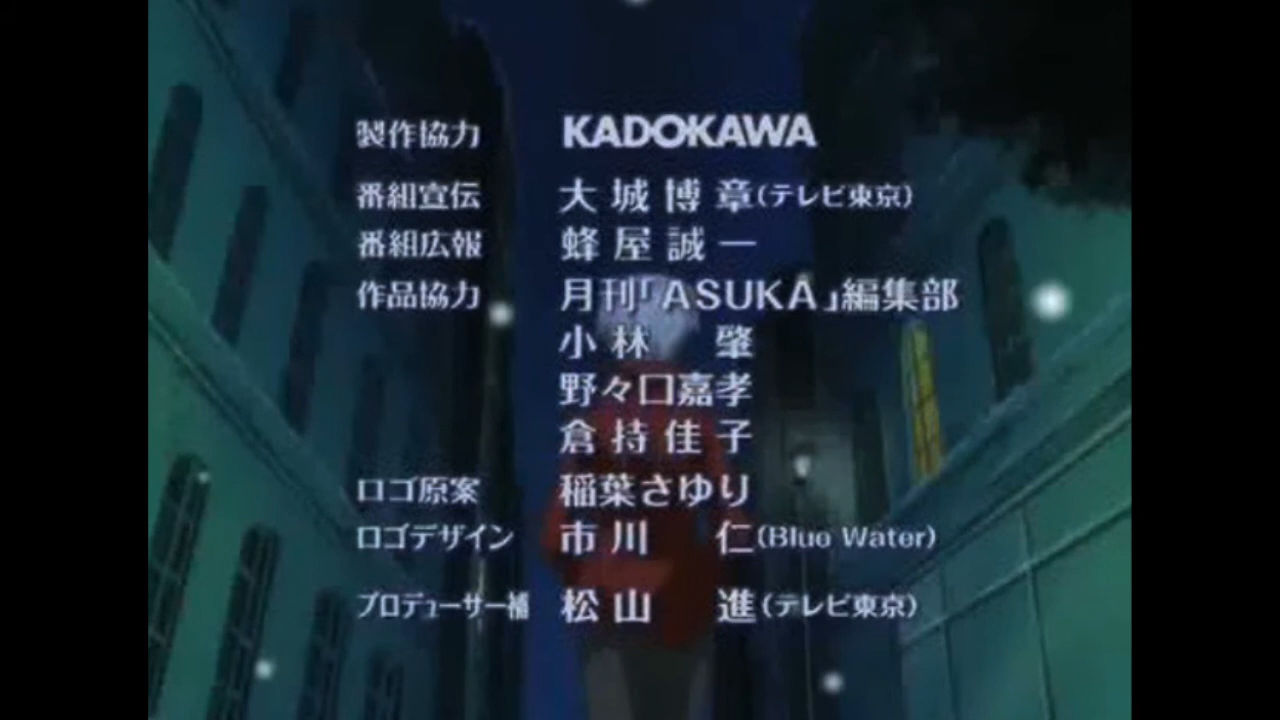 製作協力 KADOKAWA
番組宣伝 大城博章(テレビ東京)
番組広報 蜂屋誠一
作品協力 月刊「ASUKA」編集部
小林 肇
野々口嘉孝
倉持佳子
ロゴ原案 稲葉さゆり
ロゴデザイン 市川 仁(Blue Water)
プロデューサー補 松山 進(テレビ東京)